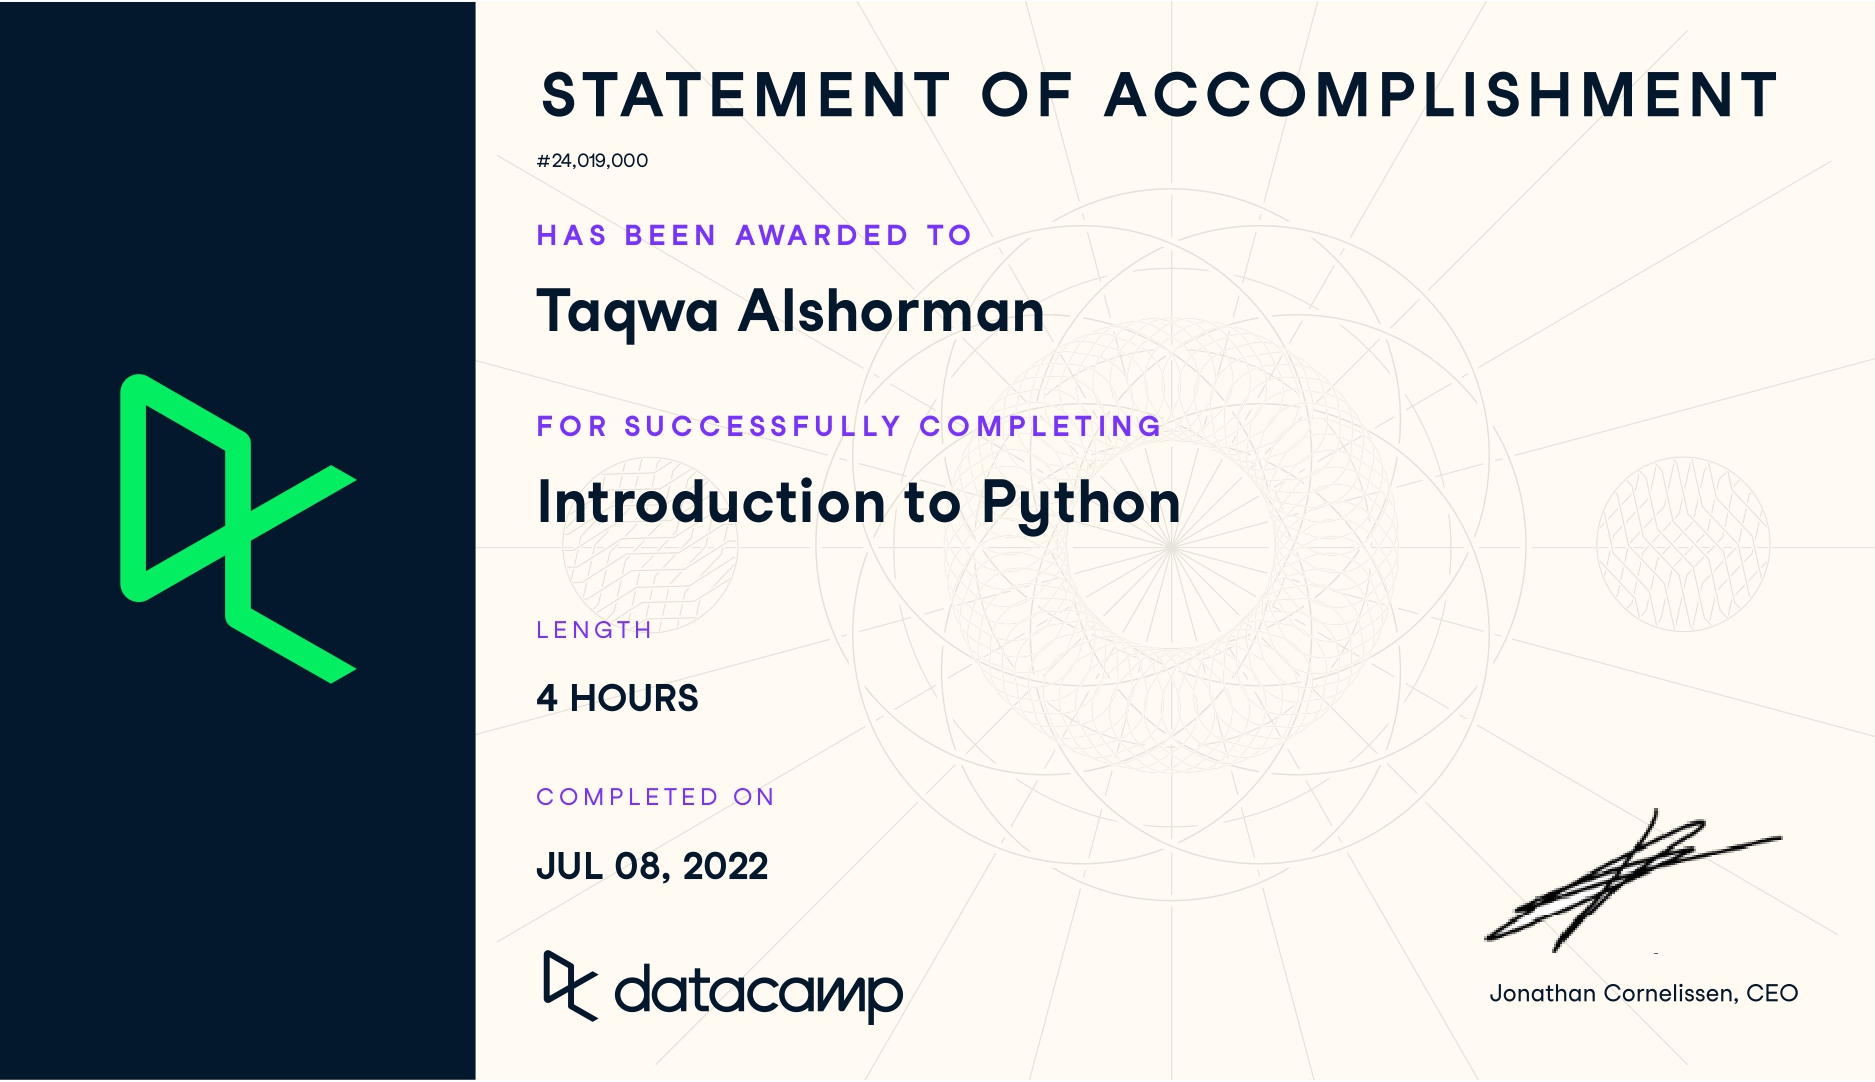 STATEMENT OF ACCOMPLISHMENT
#24,019,000
HAS BEEN AWARDED TO
Taqwa Alshorman
FOR SUCCESSFULLY COMPLETING
Introduction to Python
LENGTH
4 HOURS
COMPLETED ON
JUL 08, 2022
datacamp
Jonathan Cornelissen, CEO